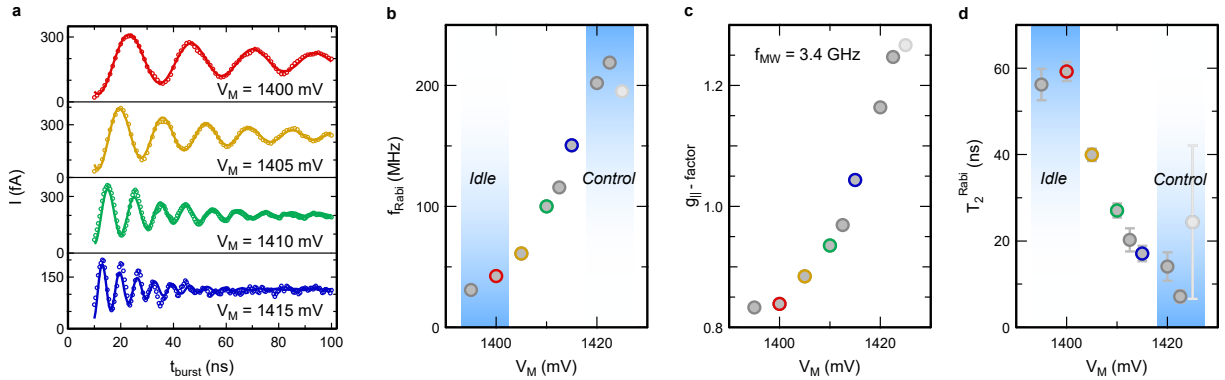 a
I (fA)
300
0
V_M = 1400 mV
300
0
V_M = 1405 mV
300
0
V_M = 1410 mV
150
0
V_M = 1415 mV
0 20 40 60 80 100
t_burst (ns)
b
f_Rabi (MHz)
200
100
0
Idle
Control
1400 1420
V_M (mV)
c
g_|| - factor
f_MW = 3.4 GHz
1.2
1.0
0.8
1400 1420
V_M (mV)
d
T_2^Rabi (ns)
60
40
20
0
Idle
Control
1400 1420
V_M (mV)